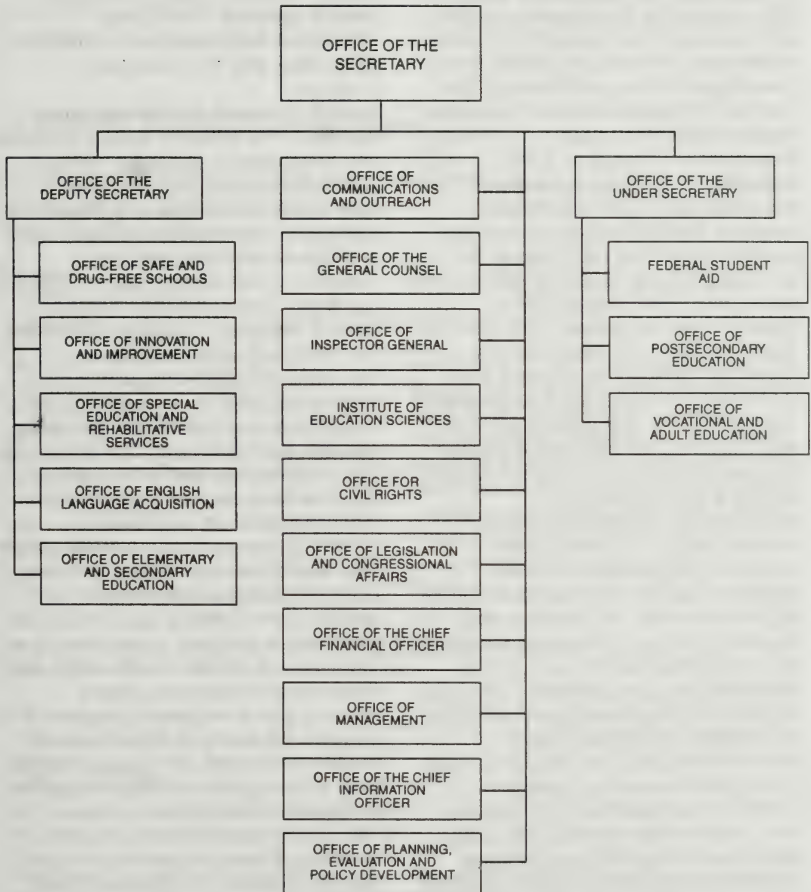 OFFICE OF THE
SECRETARY
OFFICE OF THE
DEPUTY SECRETARY
OFFICE OF SAFE AND
DRUG-FREE SCHOOLS
OFFICE OF INNOVATION
AND IMPROVEMENT
OFFICE OF SPECIAL
EDUCATION AND
REHABILITATIVE
SERVICES
OFFICE OF ENGLISH
LANGUAGE ACQUISITION
OFFICE OF ELEMENTARY
AND SECONDARY
EDUCATION
OFFICE OF
COMMUNICATIONS
AND OUTREACH
OFFICE OF THE
GENERAL COUNSEL
OFFICE OF
INSPECTOR GENERAL
INSTITUTE OF
EDUCATION SCIENCES
OFFICE FOR
CIVIL RIGHTS
OFFICE OF LEGISLATION
AND CONGRESSIONAL
AFFAIRS
OFFICE OF THE CHIEF
FINANCIAL OFFICER
OFFICE OF
MANAGEMENT
OFFICE OF THE CHIEF
INFORMATION
OFFICER
OFFICE OF PLANNING,
EVALUATION AND
POLICY DEVELOPMENT
OFFICE OF THE
UNDER SECRETARY
FEDERAL STUDENT
AID
OFFICE OF
POSTSECONDARY
EDUCATION
OFFICE OF
VOCATIONAL AND
ADULT EDUCATION